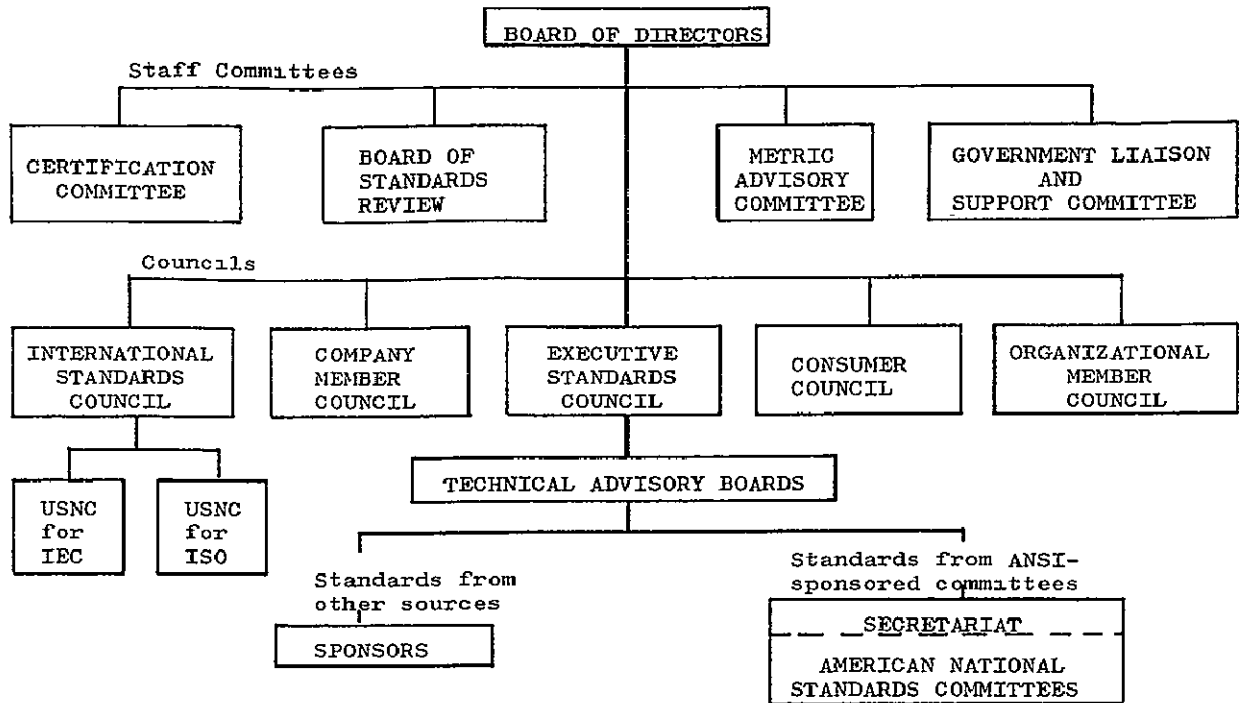 BOARD OF DIRECTORS
Staff Committees
CERTIFICATION
COMMITTEE
BOARD OF
STANDARDS
REVIEW
METRIC
ADVISORY
COMMITTEE
GOVERNMENT LIAISON
AND
SUPPORT COMMITTEE
Councils
INTERNATIONAL
STANDARDS
COUNCIL
COMPANY
MEMBER
COUNCIL
EXECUTIVE
STANDARDS
COUNCIL
CONSUMER
COUNCIL
ORGANIZATIONAL
MEMBER
COUNCIL
USNC
for
IEC
USNC
for
ISO
TECHNICAL ADVISORY BOARDS
Standards from
other sources
SPONSORS
Standards from ANSI-
sponsored committees
SECRETARIAT
AMERICAN NATIONAL
STANDARDS COMMITTEES